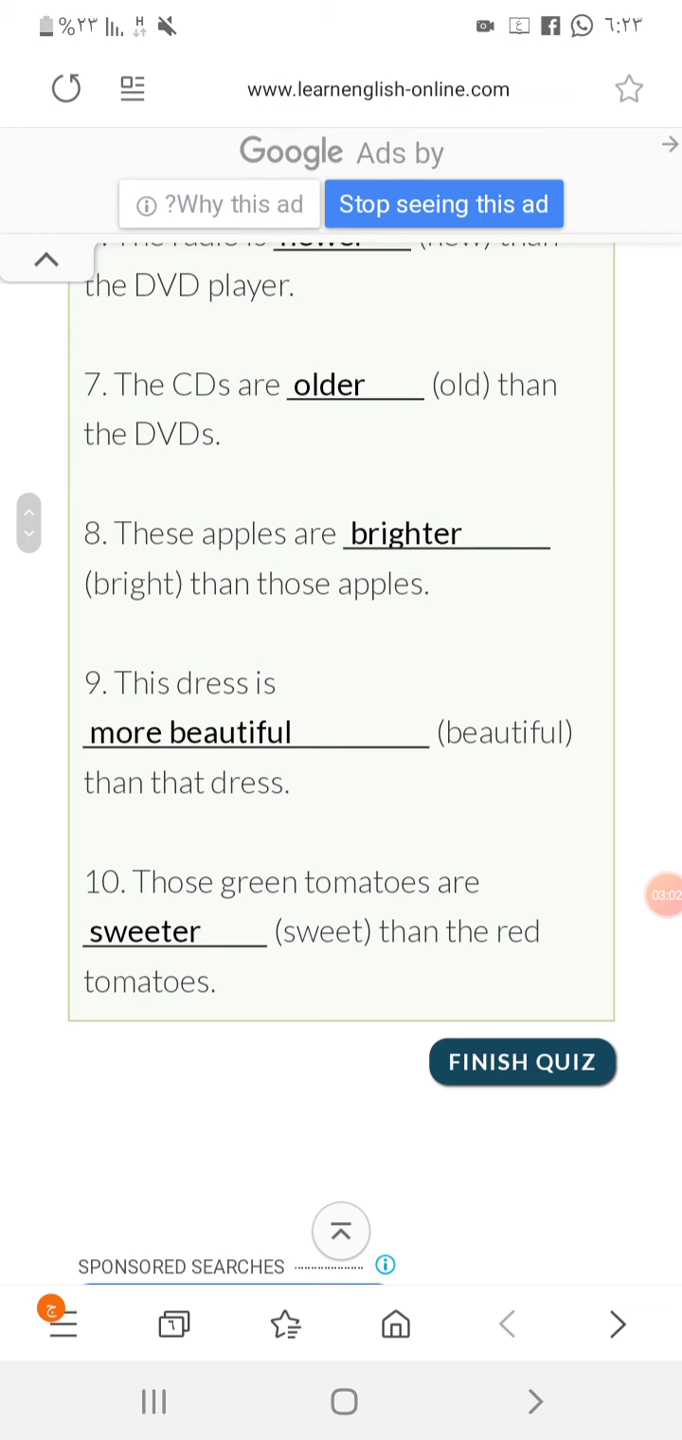 %٢٣ H ٦:٢٣
www.learnenglish-online.com
Google Ads by
?Why this ad Stop seeing this ad
the DVD player.
7. The CDs are older (old) than
the DVDs.
8. These apples are brighter
(bright) than those apples.
9. This dress is
more beautiful (beautiful)
than that dress.
03:02
10. Those green tomatoes are
sweeter (sweet) than the red
tomatoes.
FINISH QUIZ
SPONSORED SEARCHES
ج ٦